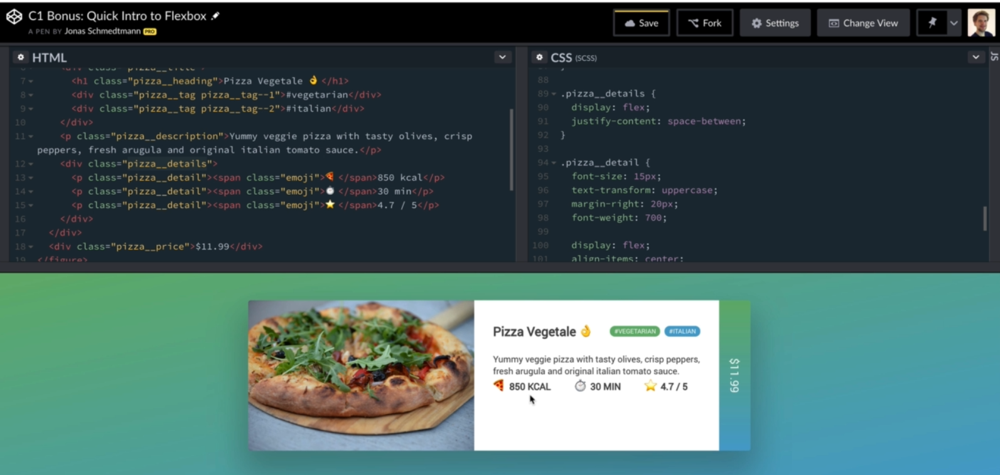 C1 Bonus: Quick Intro to Flexbox
A PEN BY Jonas Schmedtmann PRO
Save
Fork
Settings
Change View
HTML
7 <h1 class="pizza__heading">Pizza Vegetale 👌 </h1>
8 <div class="pizza__tag pizza__tag--1">#vegetarian</div>
9 <div class="pizza__tag pizza__tag--2">#italian</div>
10 </div>
11 <p class="pizza__description">Yummy veggie pizza with tasty olives, crisp
peppers, fresh arugula and original italian tomato sauce.</p>
12 <div class="pizza__details">
13 <p class="pizza__detail"><span class="emoji">🍕 </span>850 kcal</p>
14 <p class="pizza__detail"><span class="emoji">⏱ </span>30 min</p>
15 <p class="pizza__detail"><span class="emoji">⭐ </span>4.7 / 5</p>
16 </div>
17 </div>
18 <div class="pizza__price">$11.99</div>
19 </figure>
CSS (SCSS)
JS
88
89 .pizza__details {
90 display: flex;
91 justify-content: space-between;
92 }
93
94 .pizza__detail {
95 font-size: 15px;
96 text-transform: uppercase;
97 margin-right: 20px;
98 font-weight: 700;
99
100 display: flex;
101 align-items: center;
Pizza Vegetale 👌
#VEGETARIAN
#ITALIAN
Yummy veggie pizza with tasty olives, crisp peppers,
fresh arugula and original italian tomato sauce.
🍕 850 KCAL
⏱ 30 MIN
⭐ 4.7 / 5
$11.99